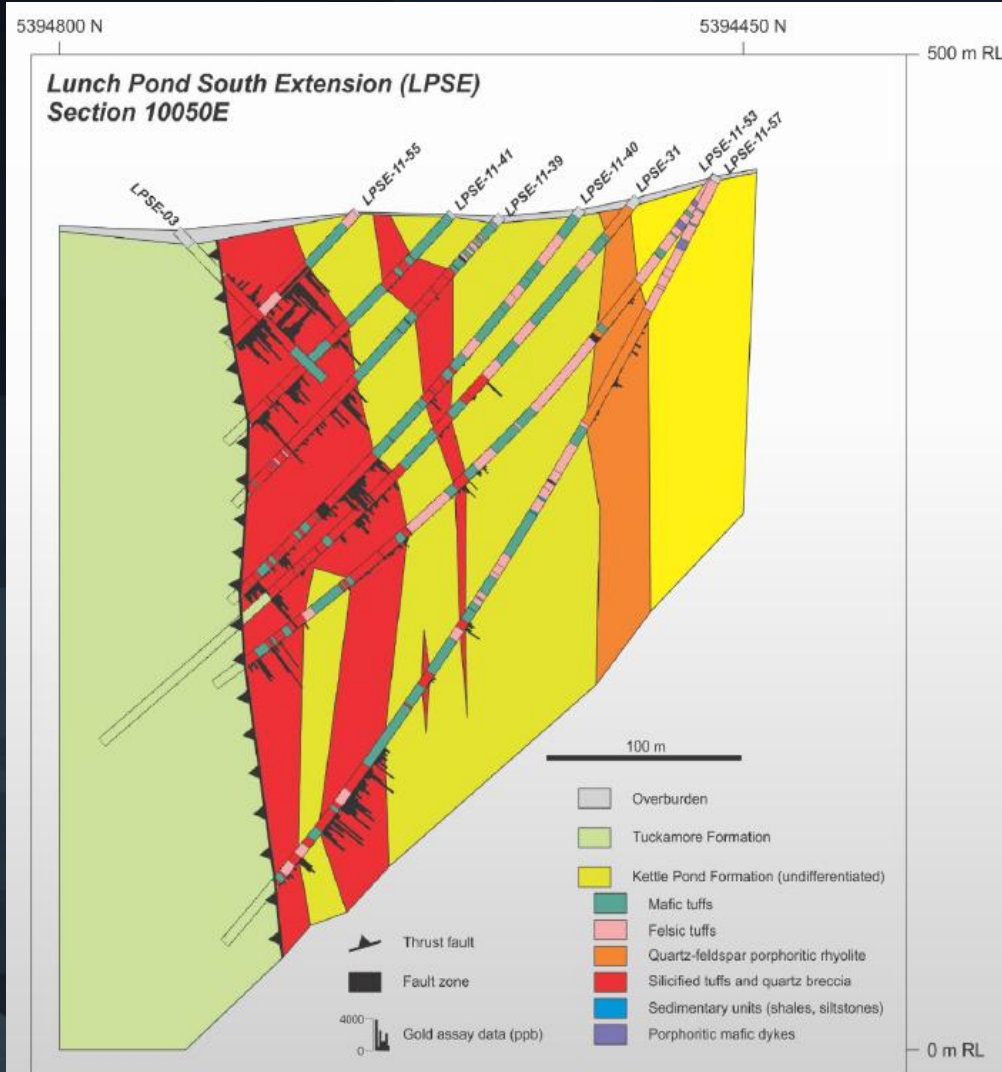 5394800 N
5394450 N
500 m RL
Lunch Pond South Extension (LPSE)
Section 10050E
LPSE-03
LPSE-11-55
LPSE-11-41
LPSE-11-39
LPSE-11-40
LPSE-31
LPSE-11-53
LPSE-11-57
100 m
Overburden
Tuckamore Formation
Kettle Pond Formation (undifferentiated)
Mafic tuffs
Felsic tuffs
Quartz-feldspar porphoritic rhyolite
Silicified tuffs and quartz breccia
Sedimentary units (shales, siltstones)
Porphoritic mafic dykes
Thrust fault
Fault zone
4000
0
Gold assay data (ppb)
0 m RL